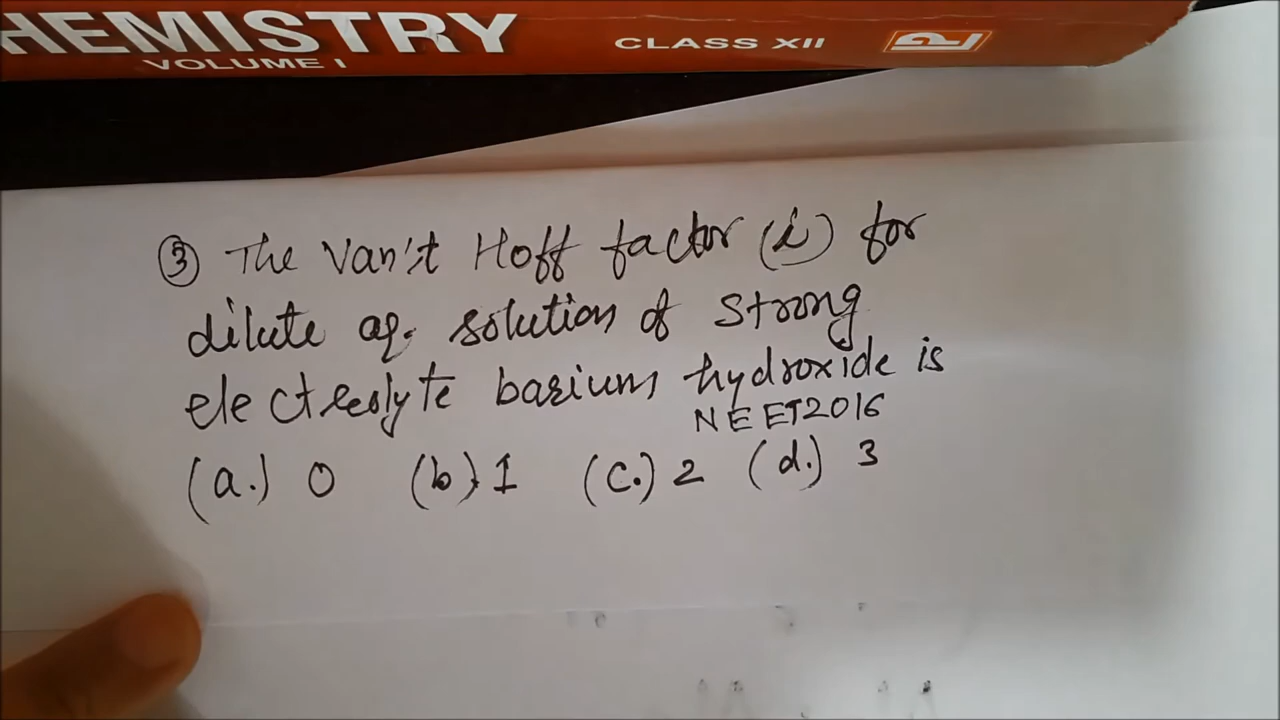 HEMISTRY CLASS XII
VOLUME I
③ The Van't Hoff factor (i) for
dilute aq. solution of strong
electrolyte barium hydroxide is
NEET2016
(a.) 0 (b) 1 (c.) 2 (d.) 3